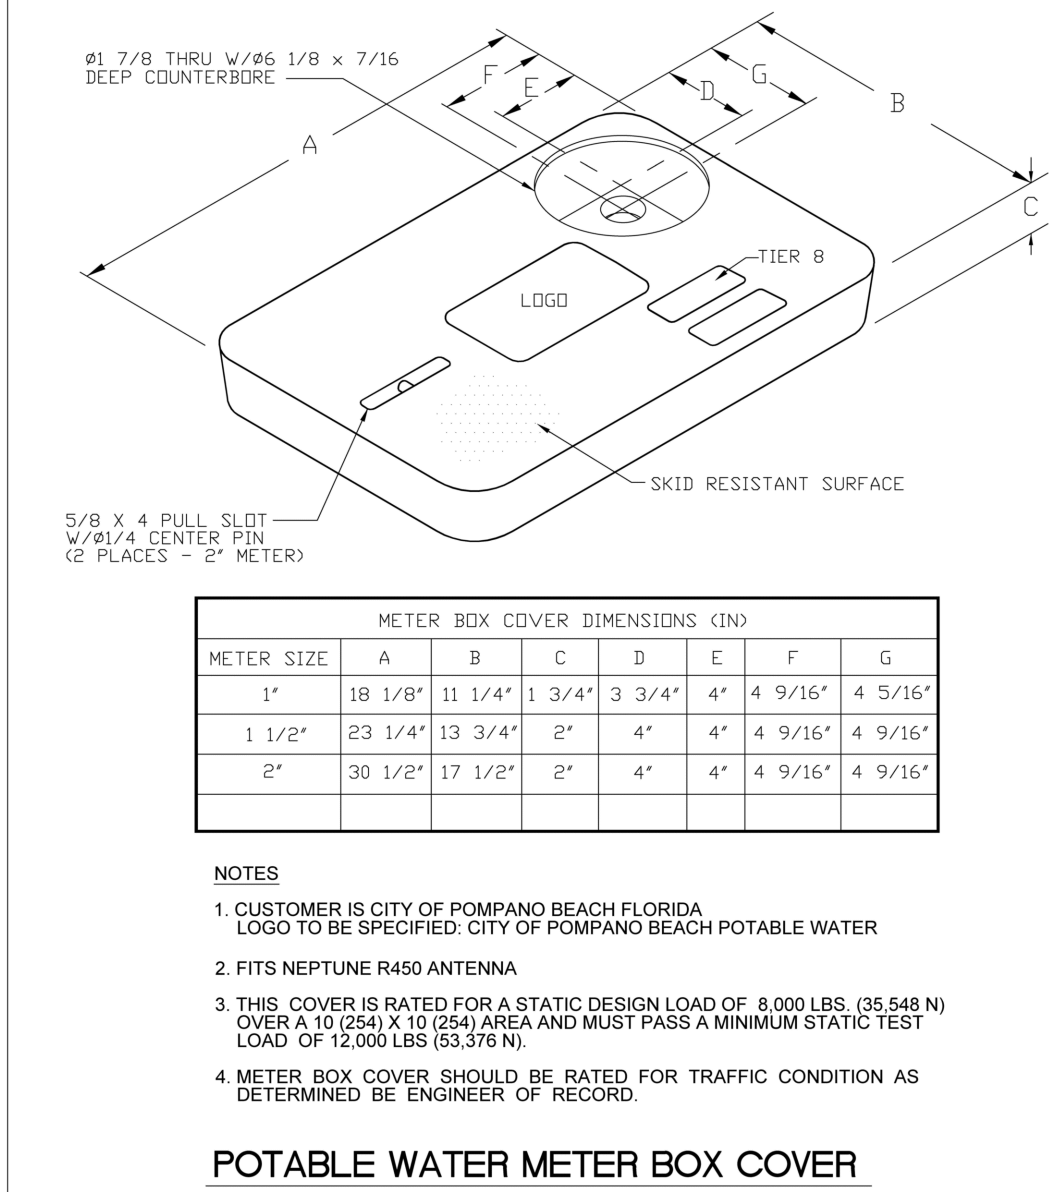 Ø1 7/8 THRU W/Ø6 1/8 x 7/16
DEEP COUNTERBORE
A
F
E
D
G
B
C
TIER 8
LOGO
SKID RESISTANT SURFACE
5/8 X 4 PULL SLOT
W/Ø1/4 CENTER PIN
(2 PLACES - 2" METER)
METER BOX COVER DIMENSIONS (IN)
METER SIZE A B C D E F G
1" 18 1/8" 11 1/4" 1 3/4" 3 3/4" 4" 4 9/16" 4 5/16"
1 1/2" 23 1/4" 13 3/4" 2" 4" 4" 4 9/16" 4 9/16"
2" 30 1/2" 17 1/2" 2" 4" 4" 4 9/16" 4 9/16"
NOTES
1. CUSTOMER IS CITY OF POMPANO BEACH FLORIDA
LOGO TO BE SPECIFIED: CITY OF POMPANO BEACH POTABLE WATER
2. FITS NEPTUNE R450 ANTENNA
3. THIS COVER IS RATED FOR A STATIC DESIGN LOAD OF 8,000 LBS. (35,548 N)
OVER A 10 (254) X 10 (254) AREA AND MUST PASS A MINIMUM STATIC TEST
LOAD OF 12,000 LBS (53,376 N).
4. METER BOX COVER SHOULD BE RATED FOR TRAFFIC CONDITION AS
DETERMINED BE ENGINEER OF RECORD.
POTABLE WATER METER BOX COVER